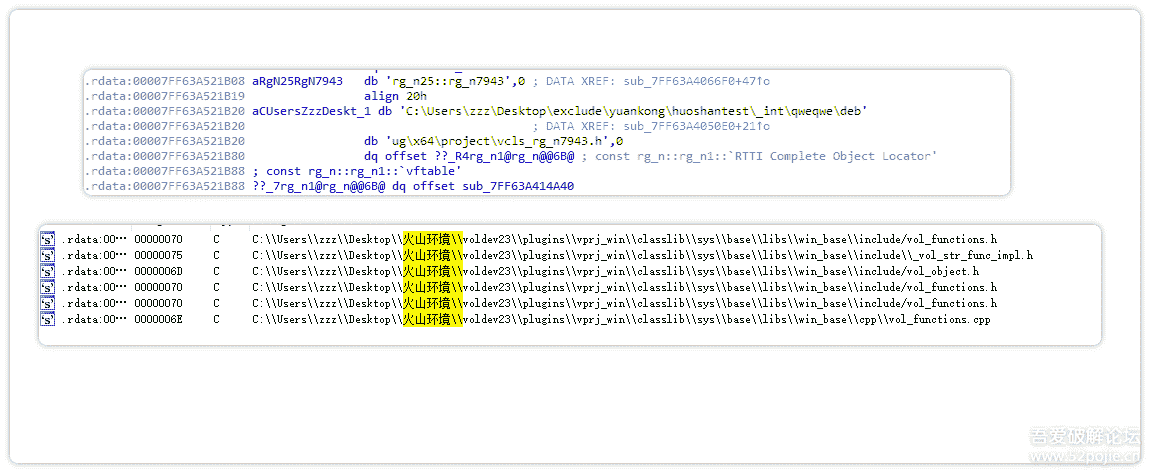 .rdata:00007FF63A521B08 aRgN25RgN7943 db 'rg_n25::rg_n7943',0 ; DATA XREF: sub_7FF63A4066F0+47↑o
.rdata:00007FF63A521B19 align 20h
.rdata:00007FF63A521B20 aCUsersZzzDeskt_1 db 'C:\Users\zzz\Desktop\exclude\yuankong\huoshantest\_int\qweqwe\deb'
.rdata:00007FF63A521B20 ; DATA XREF: sub_7FF63A4050E0+21↑o
.rdata:00007FF63A521B20 db 'ug\x64\project\vcls_rg_n7943.h',0
.rdata:00007FF63A521B80 dq offset ??_R4rg_n1@rg_n@@6B@ ; const rg_n::rg_n1::`RTTI Complete Object Locator'
.rdata:00007FF63A521B88 ; const rg_n::rg_n1::`vftable'
.rdata:00007FF63A521B88 ??_7rg_n1@rg_n@@6B@ dq offset sub_7FF63A414A40
's' .rdata:00··· 00000070 C C:\\Users\\zzz\\Desktop\\火山环境\\voldev23\\plugins\\vprj_win\\classlib\\sys\\base\\libs\\win_base\\include/vol_functions.h
's' .rdata:00··· 00000075 C C:\\Users\\zzz\\Desktop\\火山环境\\voldev23\\plugins\\vprj_win\\classlib\\sys\\base\\libs\\win_base\\include\\_vol_str_func_impl.h
's' .rdata:00··· 0000006D C C:\\Users\\zzz\\Desktop\\火山环境\\voldev23\\plugins\\vprj_win\\classlib\\sys\\base\\libs\\win_base\\include/vol_object.h
's' .rdata:00··· 00000070 C C:\\Users\\zzz\\Desktop\\火山环境\\voldev23\\plugins\\vprj_win\\classlib\\sys\\base\\libs\\win_base\\include/vol_functions.h
's' .rdata:00··· 00000070 C C:\\Users\\zzz\\Desktop\\火山环境\\voldev23\\plugins\\vprj_win\\classlib\\sys\\base\\libs\\win_base\\include/vol_functions.h
's' .rdata:00··· 0000006E C C:\\Users\\zzz\\Desktop\\火山环境\\voldev23\\plugins\\vprj_win\\classlib\\sys\\base\\libs\\win_base\\cpp\\vol_functions.cpp
吾爱破解论坛
www.52pojie.cn